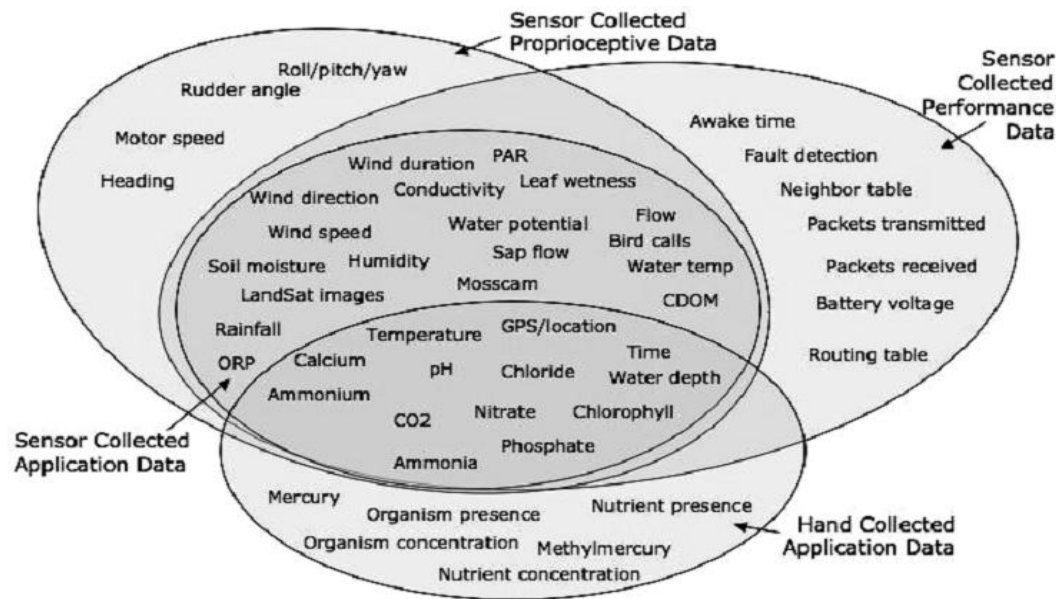 Sensor Collected
Proprioceptive Data
Sensor
Collected
Performance
Data
Roll/pitch/yaw
Rudder angle
Motor speed
Heading
Awake time
Fault detection
Neighbor table
Packets transmitted
Packets received
Battery voltage
Routing table
Wind duration
PAR
Wind direction
Conductivity
Leaf wetness
Wind speed
Water potential
Flow
Bird calls
Soil moisture
Humidity
Sap flow
Water temp
LandSat images
Mosscam
CDOM
Rainfall
ORP
Temperature
GPS/location
Calcium
pH
Chloride
Time
Water depth
Ammonium
CO2
Nitrate
Chlorophyll
Phosphate
Ammonia
Sensor Collected
Application Data
Mercury
Organism presence
Nutrient presence
Organism concentration
Methylmercury
Nutrient concentration
Hand Collected
Application Data